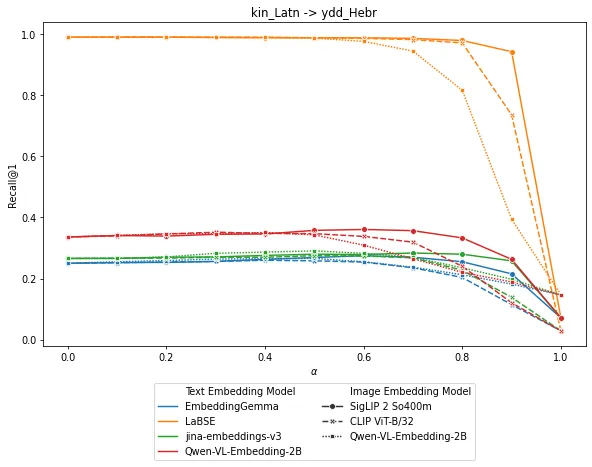 kin_Latn -> ydd_Hebr
Recall@1
1.0
0.8
0.6
0.4
0.2
0.0
0.0 0.2 0.4 0.6 0.8 1.0
α
Text Embedding Model Image Embedding Model
EmbeddingGemma SigLIP 2 So400m
LaBSE CLIP ViT-B/32
jina-embeddings-v3 Qwen-VL-Embedding-2B
Qwen-VL-Embedding-2B